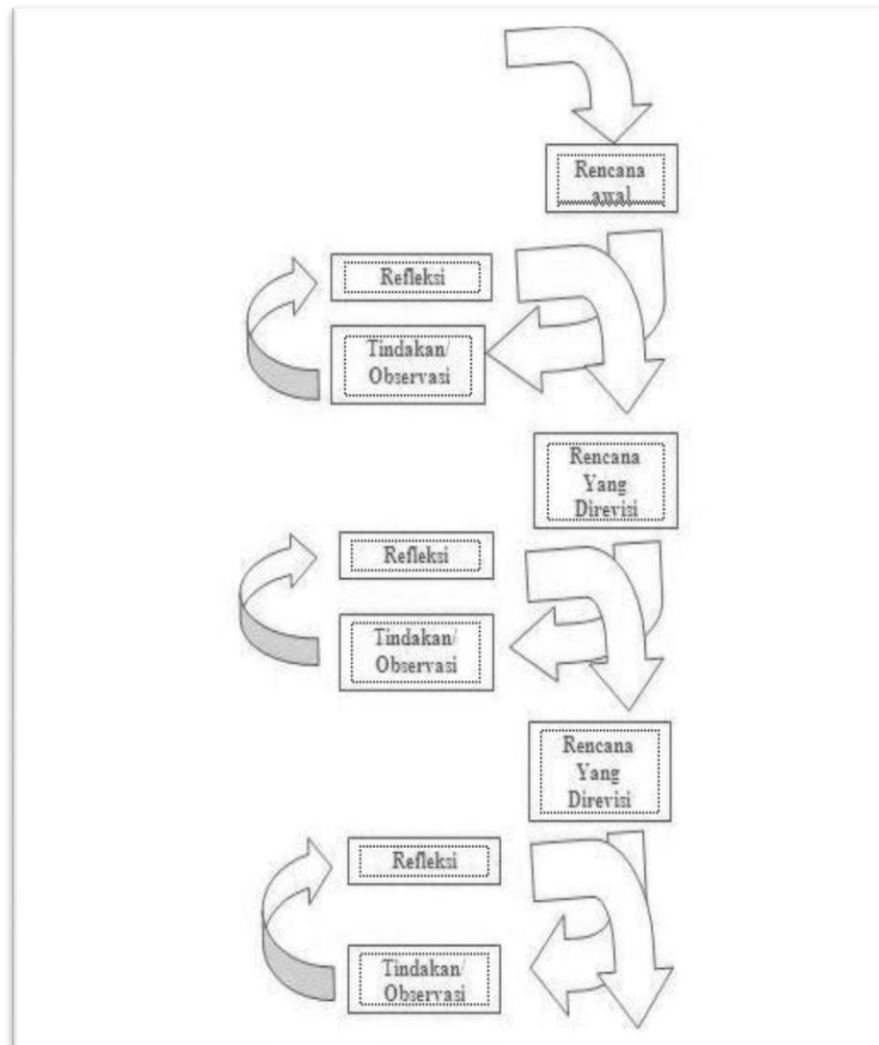 Rencana
awal
Refleksi
Tindakan/
Observasi
Rencana
Yang
Direvisi
Refleksi
Tindakan/
Observasi
Rencana
Yang
Direvisi
Refleksi
Tindakan/
Observasi